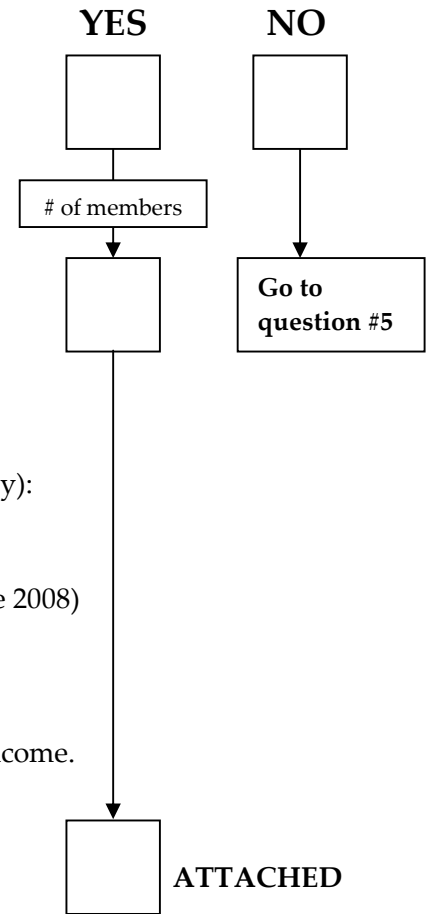 YES NO
# of members
Go to
question #5
y):
e 2008)
come.
ATTACHED